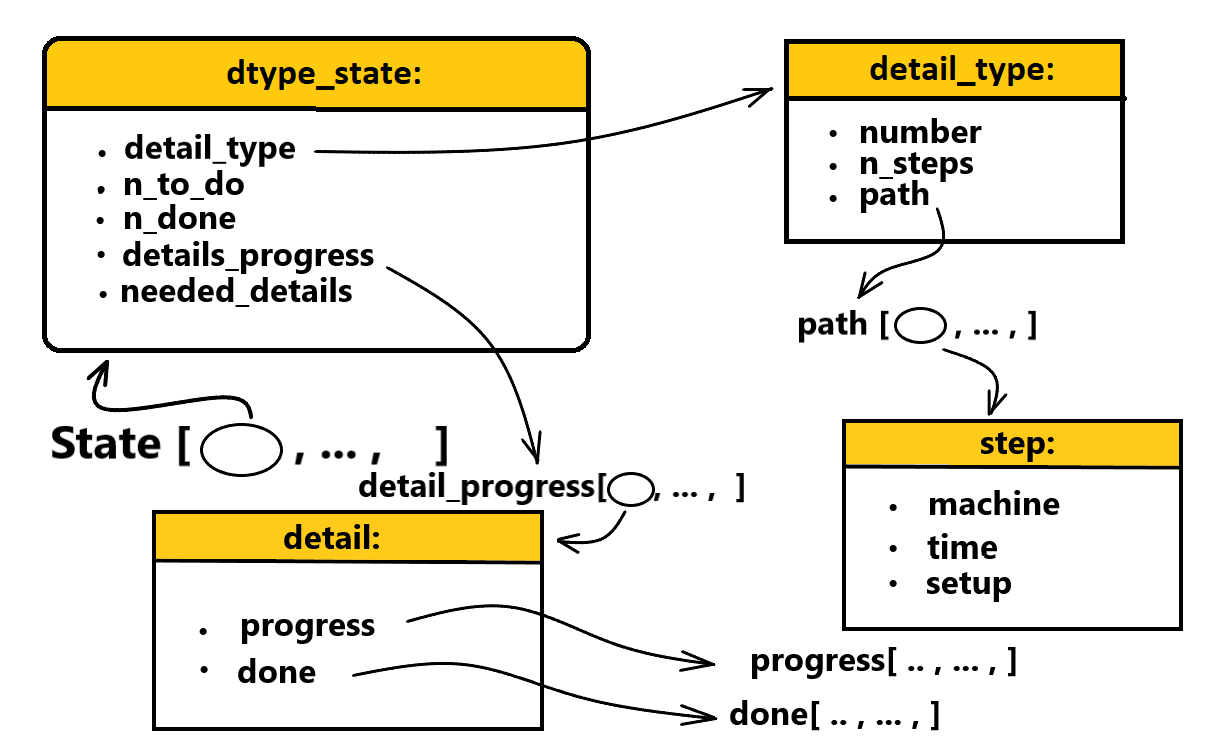 dtype_state:
• detail_type
• n_to_do
• n_done
• details_progress
• needed_details
State [ , ... , ]
detail_type:
• number
• n_steps
• path
path [ , ... , ]
step:
• machine
• time
• setup
detail_progress[ , ... , ]
detail:
• progress
• done
progress[ .. , ... , ]
done[ .. , ... , ]